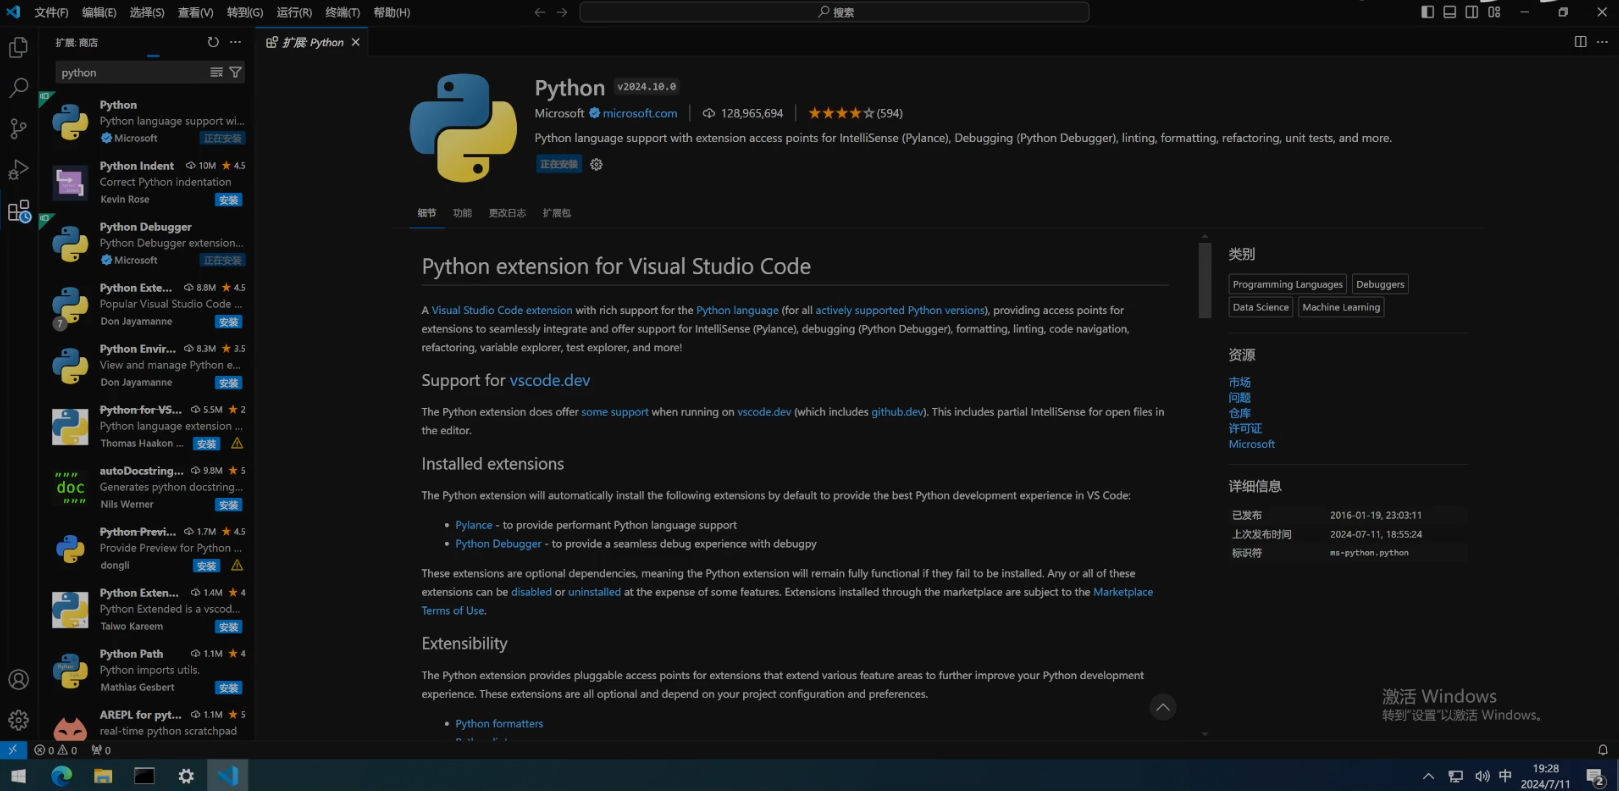 文件(F) 编辑(E) 选择(S) 查看(V) 转到(G) 运行(R) 终端(T) 帮助(H)
搜索
扩展: 商店
扩展: Python
python
Python
Python language support wi...
Microsoft
正在安装
Python Indent 10M 4.5
Correct Python indentation
Kevin Rose
安装
Python Debugger
Python Debugger extension...
Microsoft
正在安装
Python Exte... 8.8M 4.5
Popular Visual Studio Code ...
7
Don Jayamanne
安装
Python Envir... 8.3M 3.5
View and manage Python e...
Don Jayamanne
安装
Python for VS... 5.5M 2
Python language extension ...
Thomas Haakon ...
安装
autoDocstring... 9.8M 5
Generates python docstring...
"""
doc
"""
Nils Werner
安装
Python Previ... 1.7M 4.5
Provide Preview for Python ...
dongli
安装
Python Exten... 1.4M 4
Python Extended is a vscod...
Taiwo Kareem
安装
Python Path 1.1M 4
Python imports utils.
Mathias Gesbert
安装
AREPL for pyt... 1.1M 5
real-time python scratchpad
Python v2024.10.0
Microsoft microsoft.com 128,965,694 (594)
Python language support with extension access points for IntelliSense (Pylance), Debugging (Python Debugger), linting, formatting, refactoring, unit tests, and more.
正在安装
细节 功能 更改日志 扩展包
Python extension for Visual Studio Code
A Visual Studio Code extension with rich support for the Python language (for all actively supported Python versions), providing access points for
extensions to seamlessly integrate and offer support for IntelliSense (Pylance), debugging (Python Debugger), formatting, linting, code navigation,
refactoring, variable explorer, test explorer, and more!
Support for vscode.dev
The Python extension does offer some support when running on vscode.dev (which includes github.dev). This includes partial IntelliSense for open files in
the editor.
Installed extensions
The Python extension will automatically install the following extensions by default to provide the best Python development experience in VS Code:
• Pylance - to provide performant Python language support
• Python Debugger - to provide a seamless debug experience with debugpy
These extensions are optional dependencies, meaning the Python extension will remain fully functional if they fail to be installed. Any or all of these
extensions can be disabled or uninstalled at the expense of some features. Extensions installed through the marketplace are subject to the Marketplace
Terms of Use.
Extensibility
The Python extension provides pluggable access points for extensions that extend various feature areas to further improve your Python development
experience. These extensions are all optional and depend on your project configuration and preferences.
• Python formatters
类别
Programming Languages Debuggers
Data Science Machine Learning
资源
市场
问题
仓库
许可证
Microsoft
详细信息
已发布 2016-01-19, 23:03:11
上次发布时间 2024-07-11, 18:55:24
标识符 ms-python.python
激活 Windows
转到"设置"以激活 Windows。
0 0 0
中
19:28
2024/7/11
2